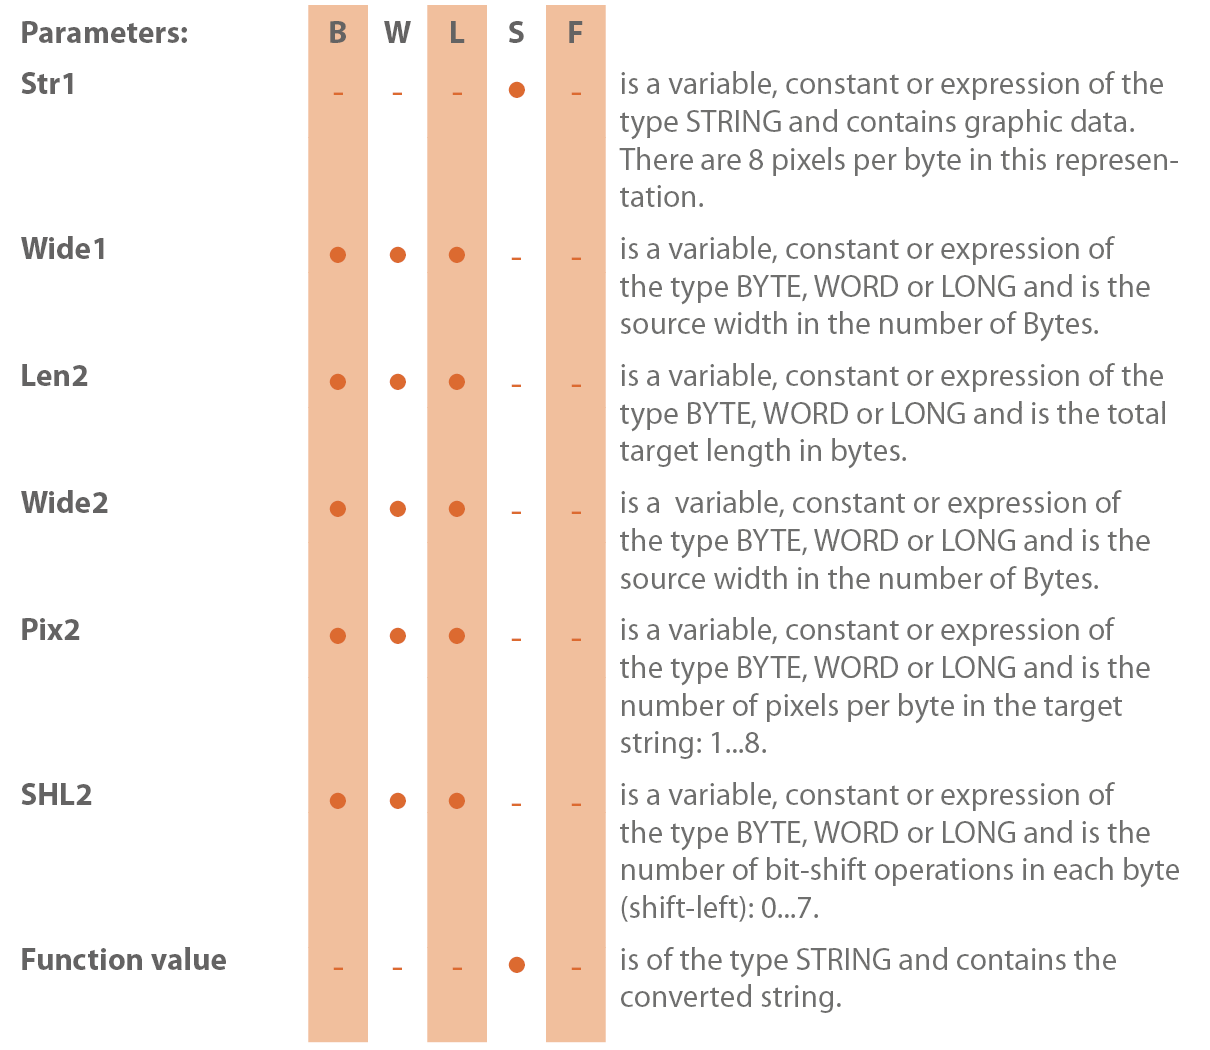 Parameters: B W L S F
Str1 - - - ● - is a variable, constant or expression of the
type STRING and contains graphic data.
There are 8 pixels per byte in this represen-
tation.
Wide1 ● ● ● - - is a variable, constant or expression of
the type BYTE, WORD or LONG and is the
source width in the number of Bytes.
Len2 ● ● ● - - is a variable, constant or expression of the
type BYTE, WORD or LONG and is the total
target length in bytes.
Wide2 ● ● ● - - is a  variable, constant or expression of
the type BYTE, WORD or LONG and is the
source width in the number of Bytes.
Pix2 ● ● ● - - is a variable, constant or expression of
the type BYTE, WORD or LONG and is the
number of pixels per byte in the target
string: 1...8.
SHL2 ● ● ● - - is a variable, constant or expression of
the type BYTE, WORD or LONG and is the
number of bit-shift operations in each byte
(shift-left): 0...7.
Function value - - - ● - is of the type STRING and contains the
converted string.